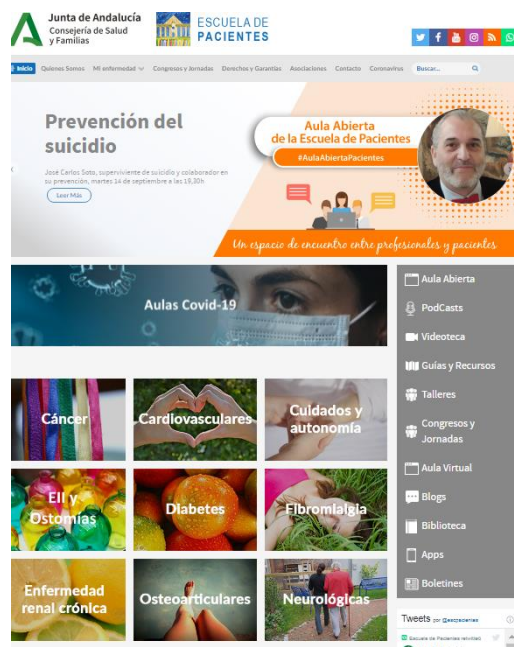 Junta de Andalucía
Consejería de Salud
y Familias
ESCUELA DE
PACIENTES
Inicio Quienes Somos Mi enfermedad Congresos y Jornadas Derechos y Garantías Asociaciones Contacto Coronavirus Buscar...
Prevención del
suicidio
José Carlos Soto, superviviente de suicidio y colaborador en
su prevención, martes 14 de septiembre a las 18,30h
Leer Más
Aula Abierta
de la Escuela de Pacientes
#AulaAbiertaPacientes
Un espacio de encuentro entre profesionales y pacientes
Aulas Covid-19
Cáncer
Cardiovasculares
Cuidados y
autonomía
EII y
Ostomías
Diabetes
Fibromialgia
Enfermedad
renal crónica
Osteoarticulares
Neurológicas
Aula Abierta
PodCasts
Videoteca
Guías y Recursos
Talleres
Congresos y
Jornadas
Aula Virtual
Blogs
Biblioteca
Apps
Boletines
Tweets por @escpacientes
Escuela de Pacientes retwitteó